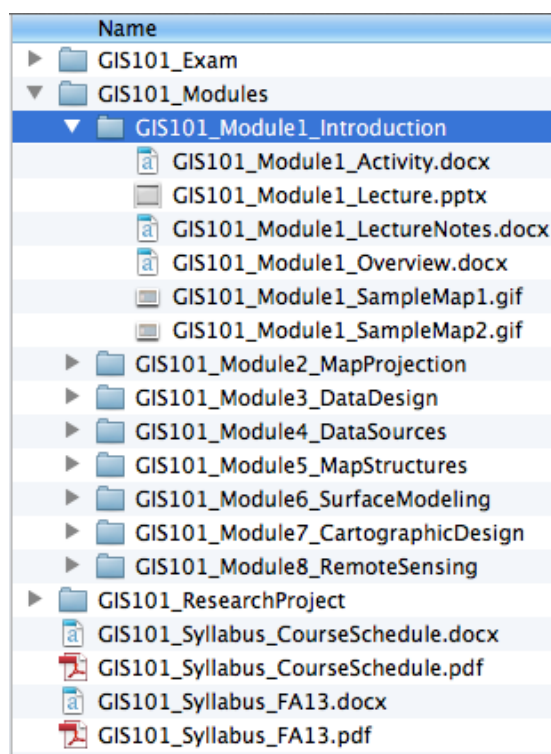 Name
GIS101_Exam
GIS101_Modules
GIS101_Module1_Introduction
GIS101_Module1_Activity.docx
GIS101_Module1_Lecture.pptx
GIS101_Module1_LectureNotes.docx
GIS101_Module1_Overview.docx
GIS101_Module1_SampleMap1.gif
GIS101_Module1_SampleMap2.gif
GIS101_Module2_MapProjection
GIS101_Module3_DataDesign
GIS101_Module4_DataSources
GIS101_Module5_MapStructures
GIS101_Module6_SurfaceModeling
GIS101_Module7_CartographicDesign
GIS101_Module8_RemoteSensing
GIS101_ResearchProject
GIS101_Syllabus_CourseSchedule.docx
GIS101_Syllabus_CourseSchedule.pdf
GIS101_Syllabus_FA13.docx
GIS101_Syllabus_FA13.pdf